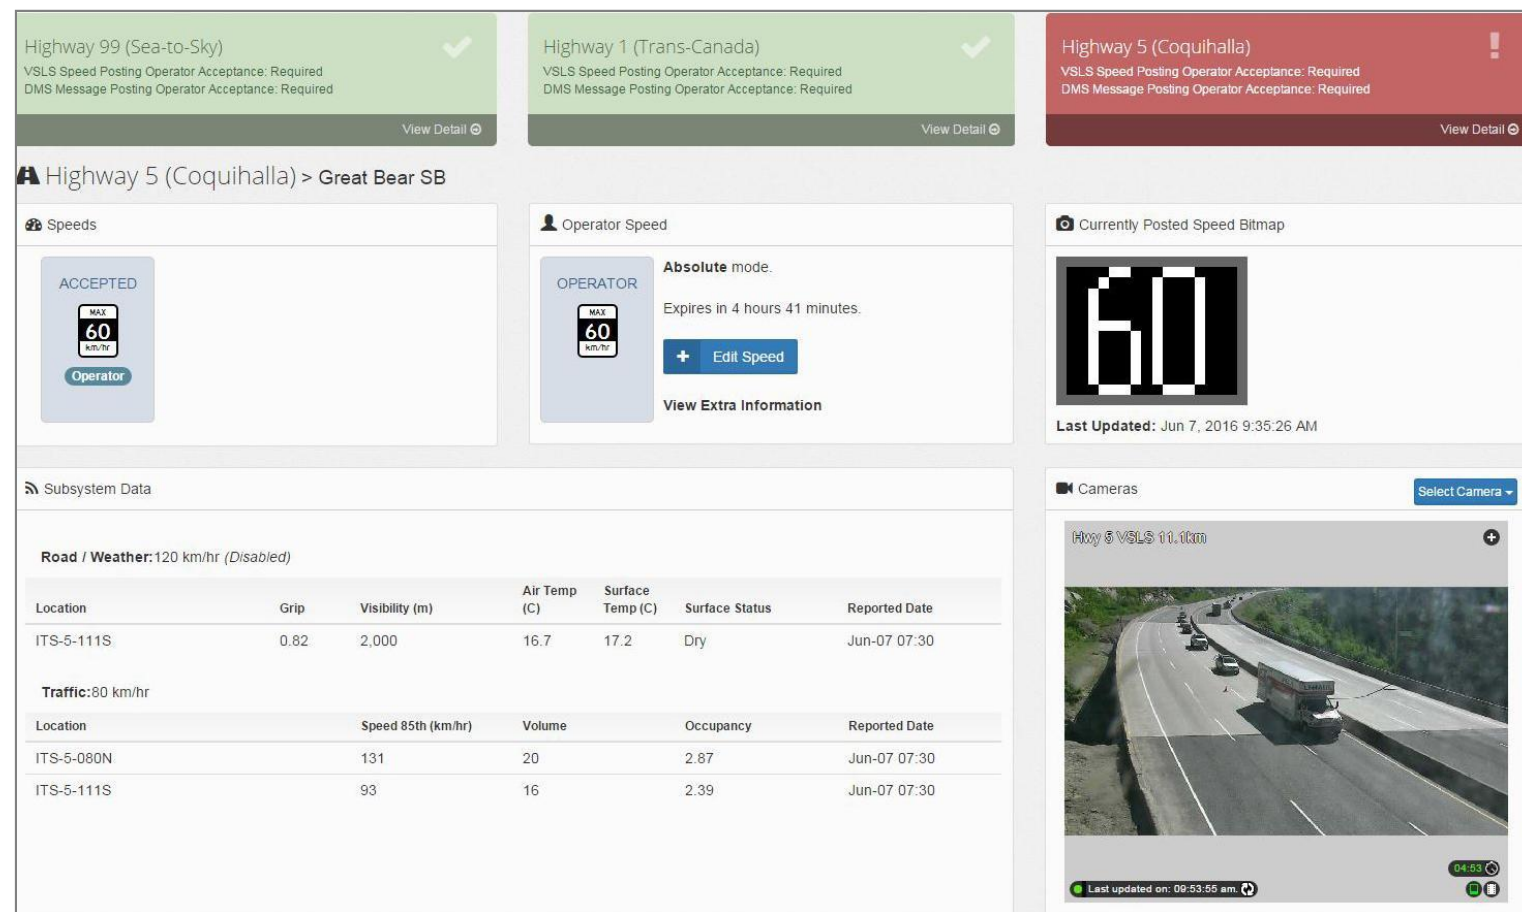 Highway 99 (Sea-to-Sky)
VSLS Speed Posting Operator Acceptance: Required
DMS Message Posting Operator Acceptance: Required
View Detail
Highway 1 (Trans-Canada)
VSLS Speed Posting Operator Acceptance: Required
DMS Message Posting Operator Acceptance: Required
View Detail
Highway 5 (Coquihalla)
VSLS Speed Posting Operator Acceptance: Required
DMS Message Posting Operator Acceptance: Required
View Detail
Highway 5 (Coquihalla) > Great Bear SB
Speeds
ACCEPTED
MAX
60
km/hr
Operator
Operator Speed
OPERATOR
MAX
60
km/hr
Absolute mode.
Expires in 4 hours 41 minutes.
+ Edit Speed
View Extra Information
Currently Posted Speed Bitmap
60
Last Updated: Jun 7, 2016 9:35:26 AM
Subsystem Data
Road / Weather:120 km/hr (Disabled)
Location Grip Visibility (m) Air Temp (C) Surface Temp (C) Surface Status Reported Date
ITS-5-111S 0.82 2,000 16.7 17.2 Dry Jun-07 07:30
Traffic:80 km/hr
Location Speed 85th (km/hr) Volume Occupancy Reported Date
ITS-5-080N 131 20 2.87 Jun-07 07:30
ITS-5-111S 93 16 2.39 Jun-07 07:30
Cameras
Select Camera
Hwy 5 VSLS 11.1km
04:53
Last updated on: 09:53:55 am.